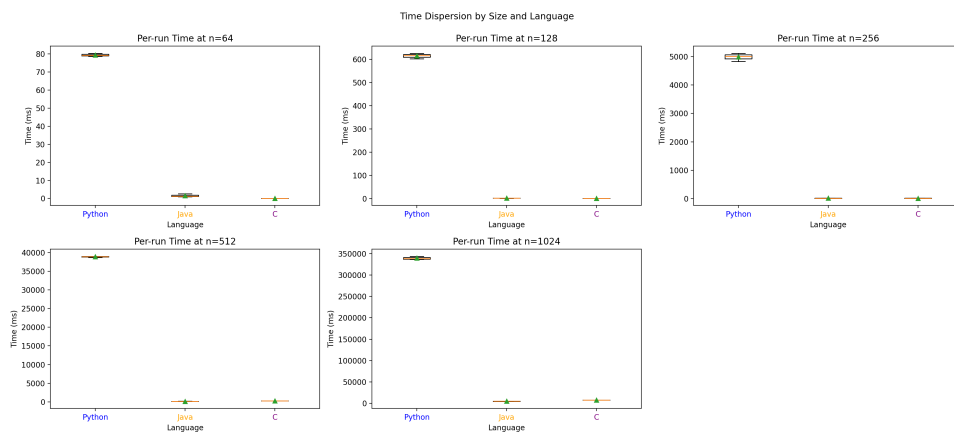 Time Dispersion by Size and Language
Per-run Time at n=64
Time (ms)
80
70
60
50
40
30
20
10
0
Python
Java
C
Language
Per-run Time at n=128
Time (ms)
600
500
400
300
200
100
0
Python
Java
C
Language
Per-run Time at n=256
Time (ms)
5000
4000
3000
2000
1000
0
Python
Java
C
Language
Per-run Time at n=512
Time (ms)
40000
35000
30000
25000
20000
15000
10000
5000
0
Python
Java
C
Language
Per-run Time at n=1024
Time (ms)
350000
300000
250000
200000
150000
100000
50000
0
Python
Java
C
Language